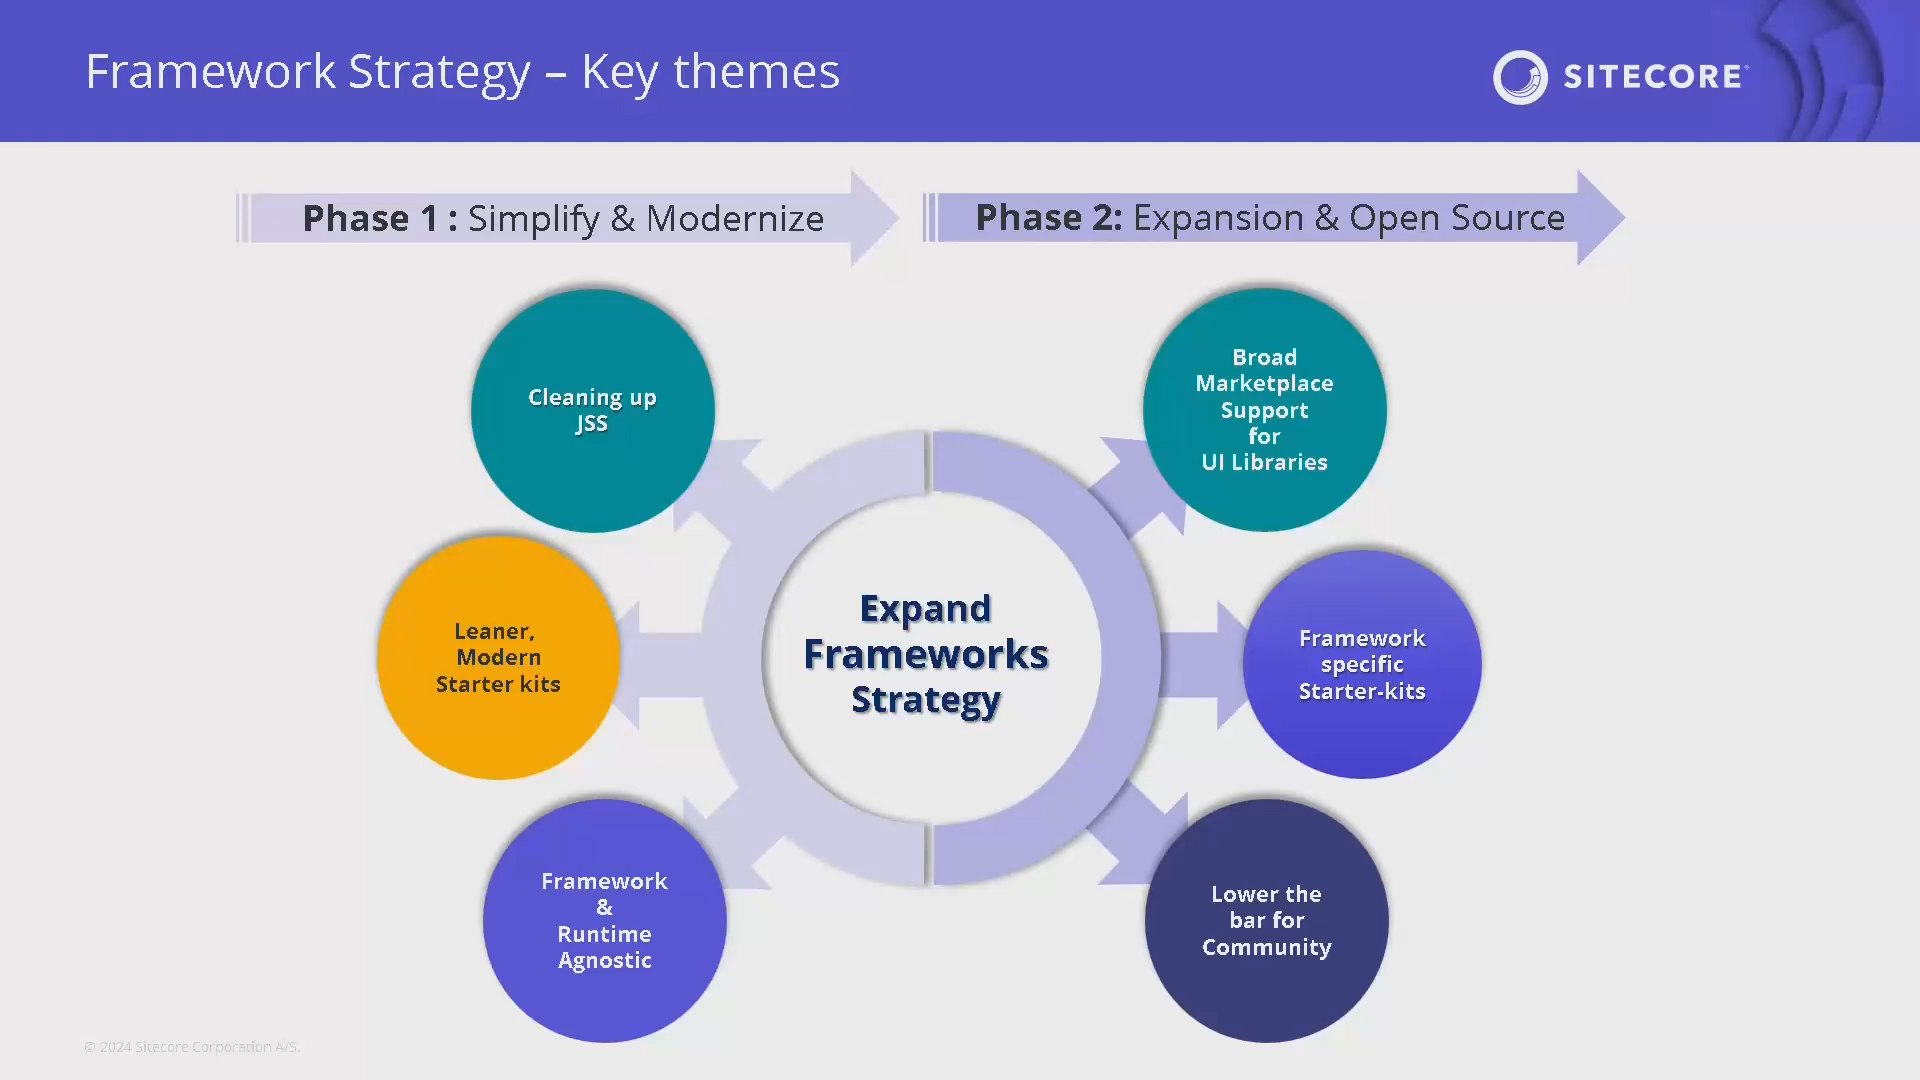 Framework Strategy – Key themes
SITECORE
Phase 1 : Simplify & Modernize
Phase 2: Expansion & Open Source
Cleaning up
JSS
Leaner,
Modern
Starter kits
Framework
&
Runtime
Agnostic
Expand
Frameworks
Strategy
Broad
Marketplace
Support
for
UI Libraries
Framework
specific
Starter-kits
Lower the
bar for
Community
© 2024 Sitecore Corporation A/S.